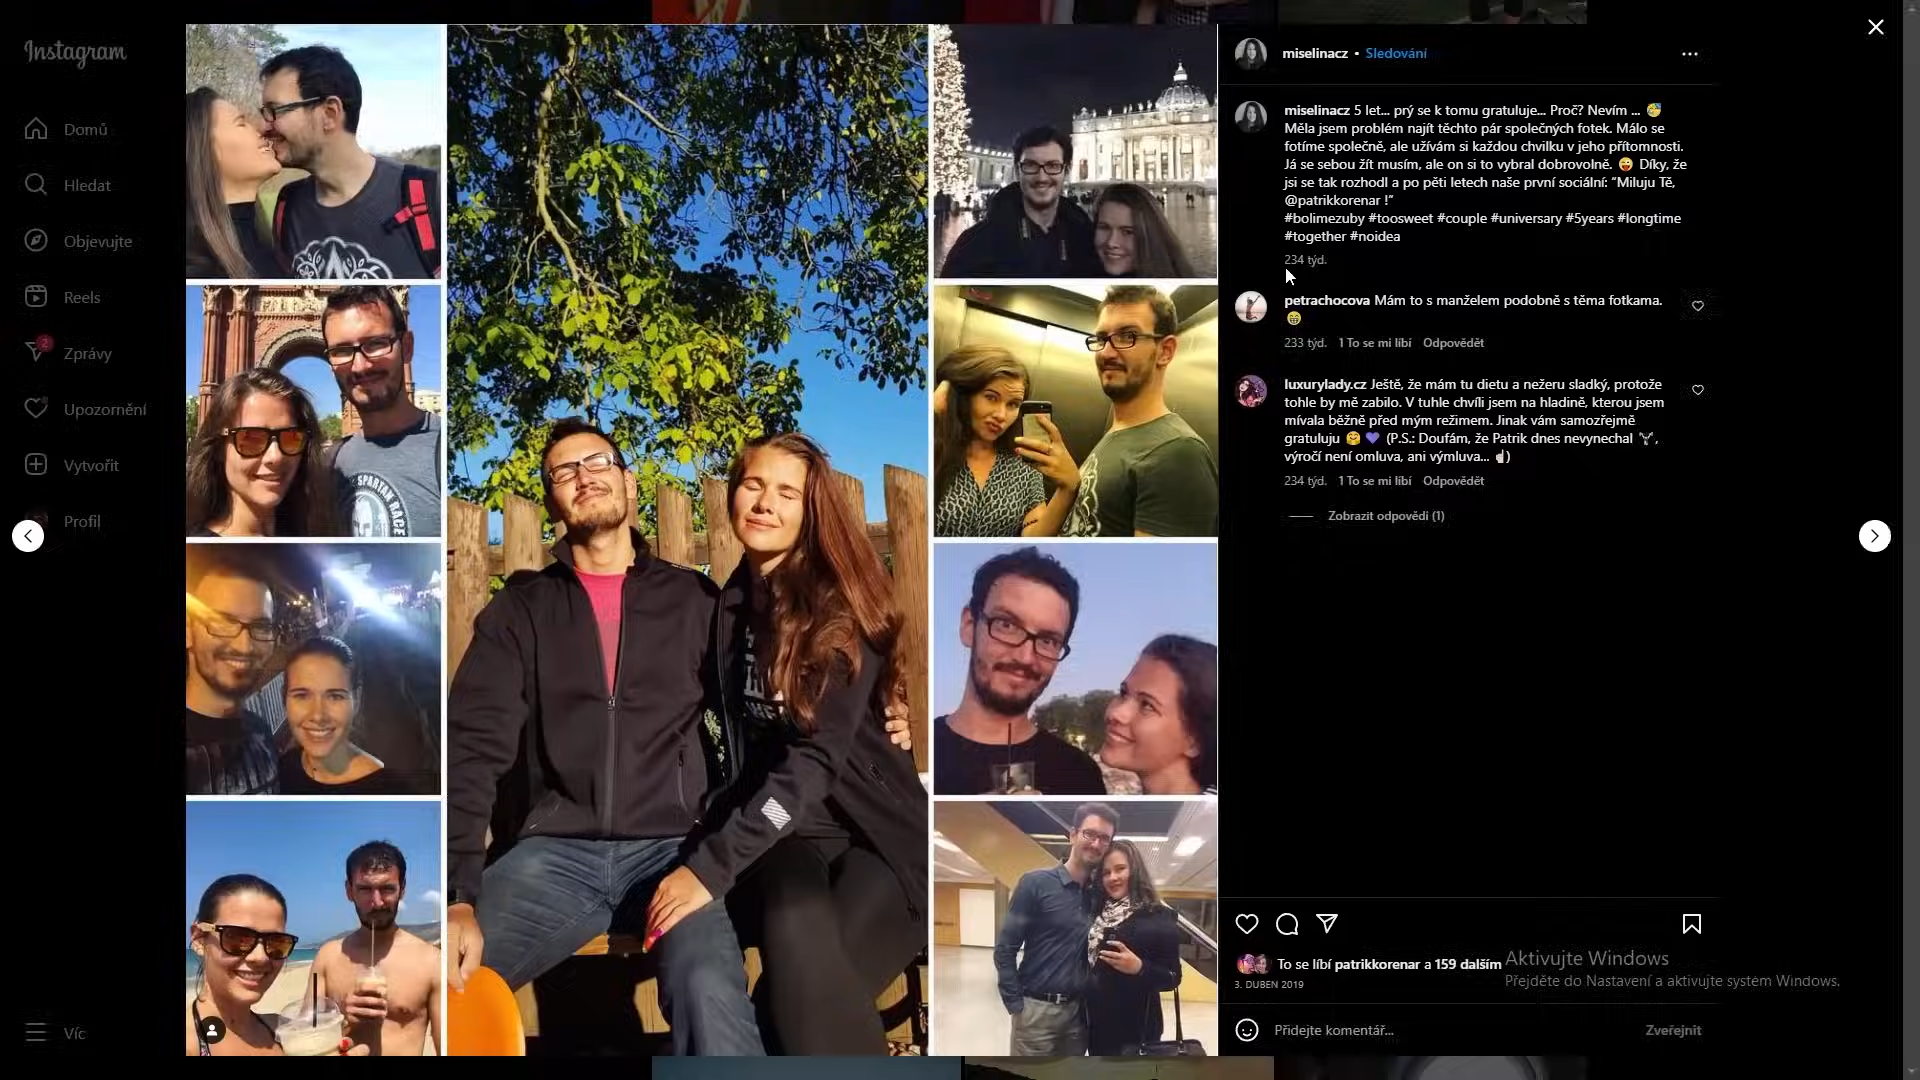 Instagram
Domů
Hledat
Objevujte
Reels
2
Zprávy
Upozornění
Vytvořit
Profil
Víc
SPARTAN
RACE
miselinacz • Sledování
miselinacz 5 let... prý se k tomu gratuluje... Proč? Nevím ... 🥳
Měla jsem problém najít těchto pár společných fotek. Málo se
fotíme společně, ale užívám si každou chvilku v jeho přítomnosti.
Já se sebou žít musím, ale on si to vybral dobrovolně. 😜 Díky, že
jsi se tak rozhodl a po pěti letech naše první sociální: "Miluju Tě,
@patrikkorenar !"
#bolimezuby #toosweet #couple #universary #5years #longtime
#together #noidea
234 týd.
petrachocova Mám to s manželem podobně s těma fotkama.
😁
233 týd. 1 To se mi líbí Odpovědět
luxurylady.cz Ještě, že mám tu dietu a nežeru sladký, protože
tohle by mě zabilo. V tuhle chvíli jsem na hladině, kterou jsem
mívala běžně před mým režimem. Jinak vám samozřejmě
gratuluju 🤗 💜 (P.S.: Doufám, že Patrik dnes nevynechal 🏋,
výročí není omluva, ani výmluva... ☝)
234 týd. 1 To se mi líbí Odpovědět
Zobrazit odpovědi (1)
To se líbí patrikkorenar a 159 dalším
3. DUBEN 2019
Aktivujte Windows
Přejděte do Nastavení a aktivujte systém Windows.
Přidejte komentář...
Zveřejnit